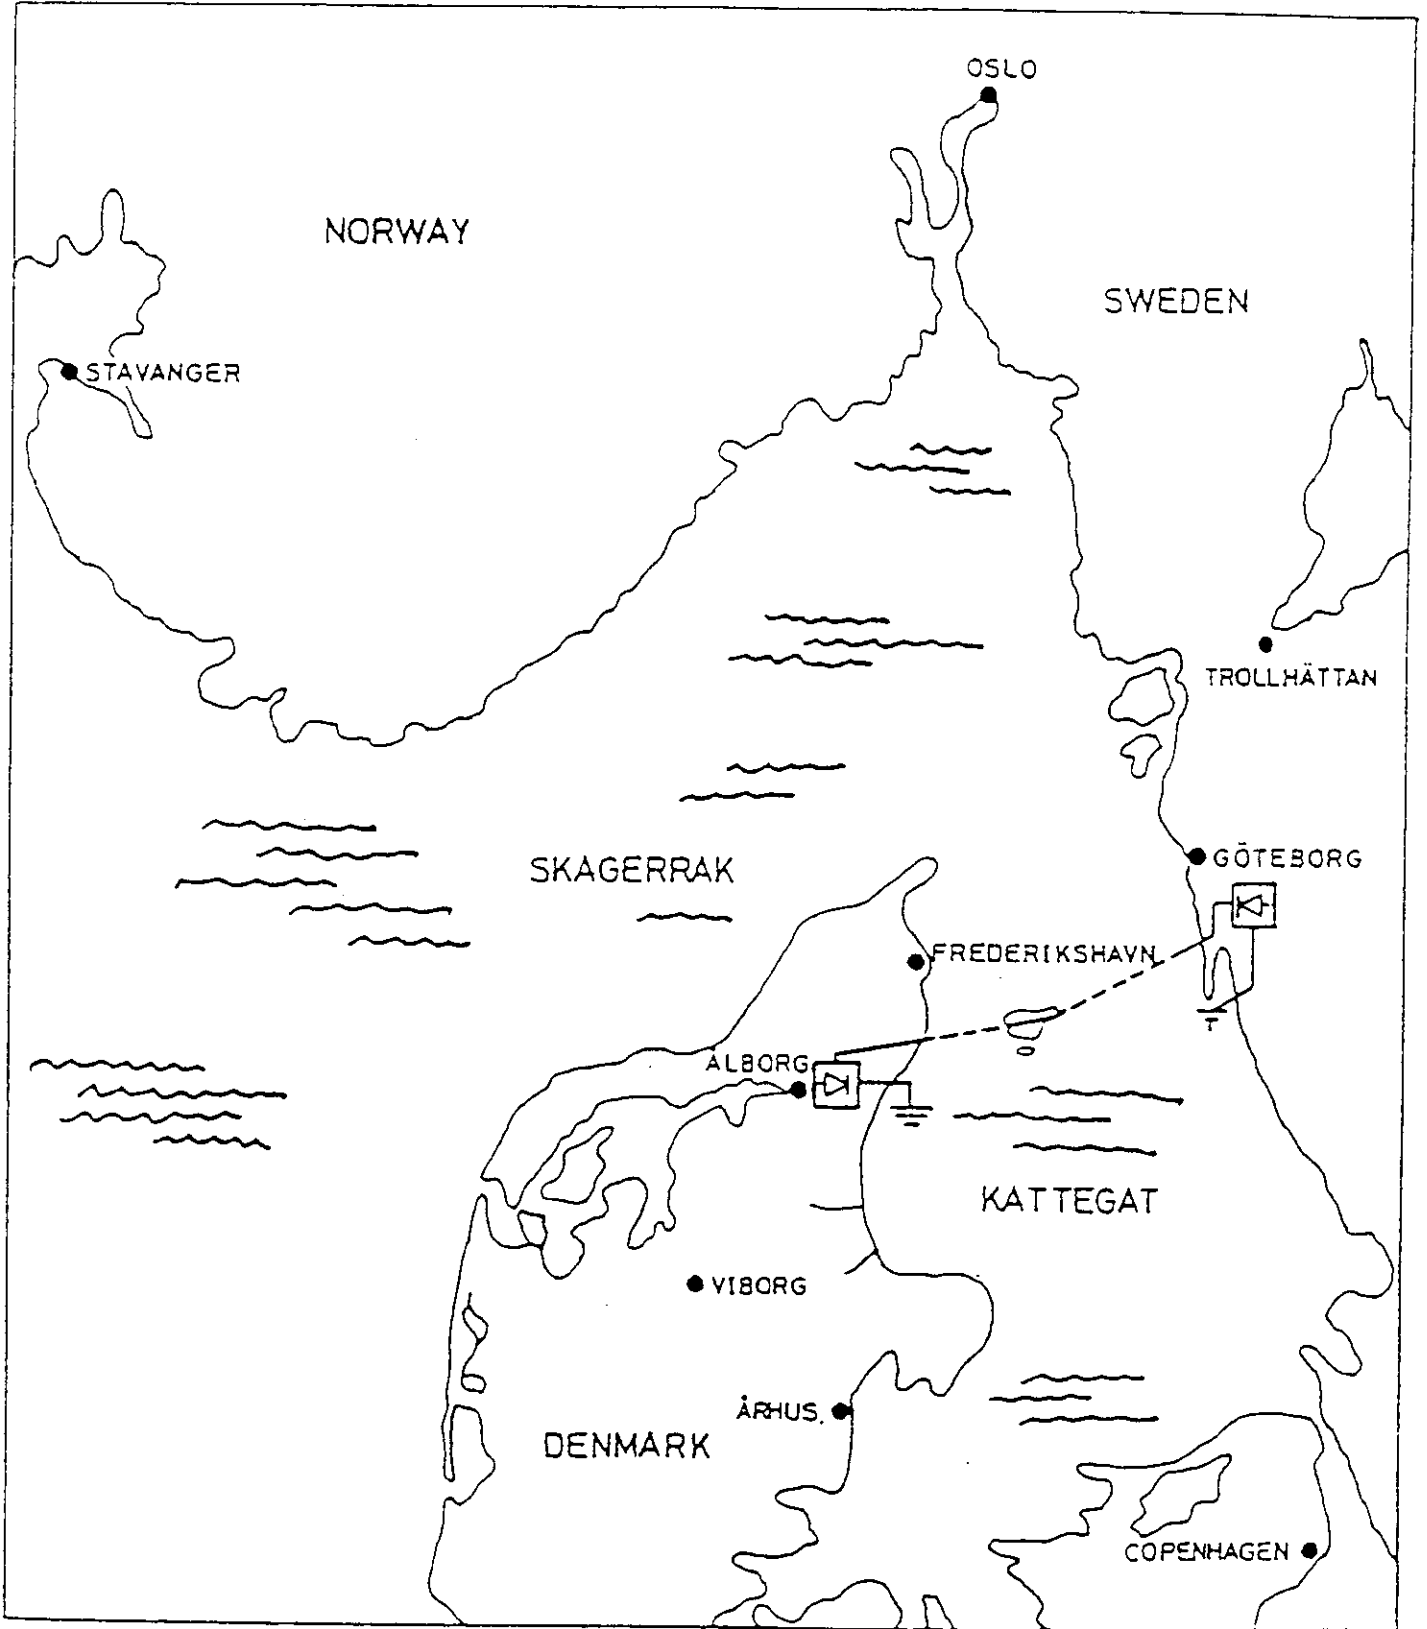 OSLO
NORWAY
SWEDEN
STAVANGER
TROLLHÄTTAN
GÖTEBORG
SKAGERRAK
FREDERIKSHAVN
ÅLBORG
KATTEGAT
VIBORG
ÅRHUS
DENMARK
COPENHAGEN